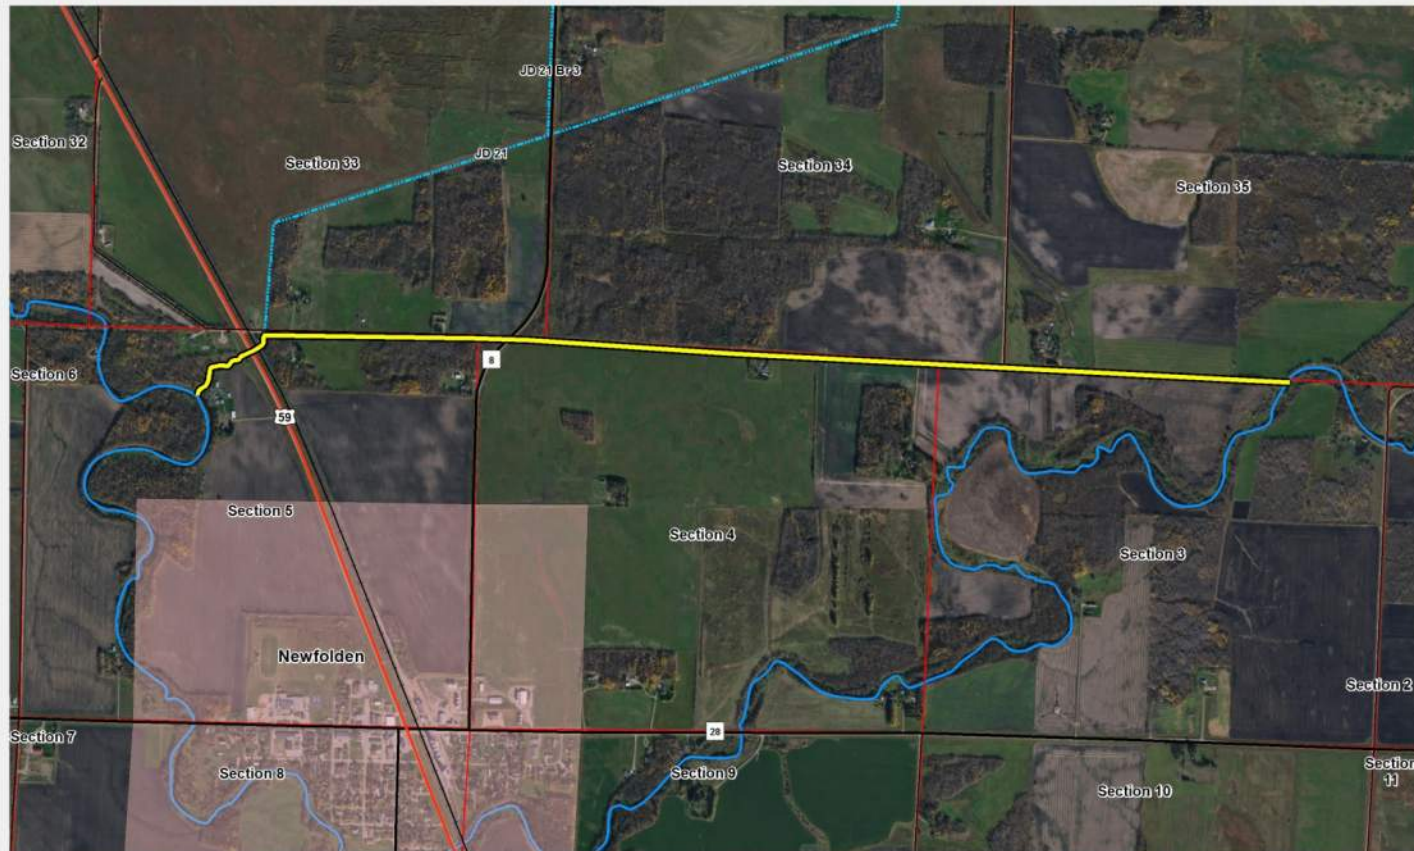 JD 21 Br 3
Section 32
Section 33
JD 21
Section 34
Section 35
8
Section 6
59
Section 5
Section 4
Section 3
Newfolden
Section 2
Section 7
28
Section 8
Section 9
Section 10
Section
11